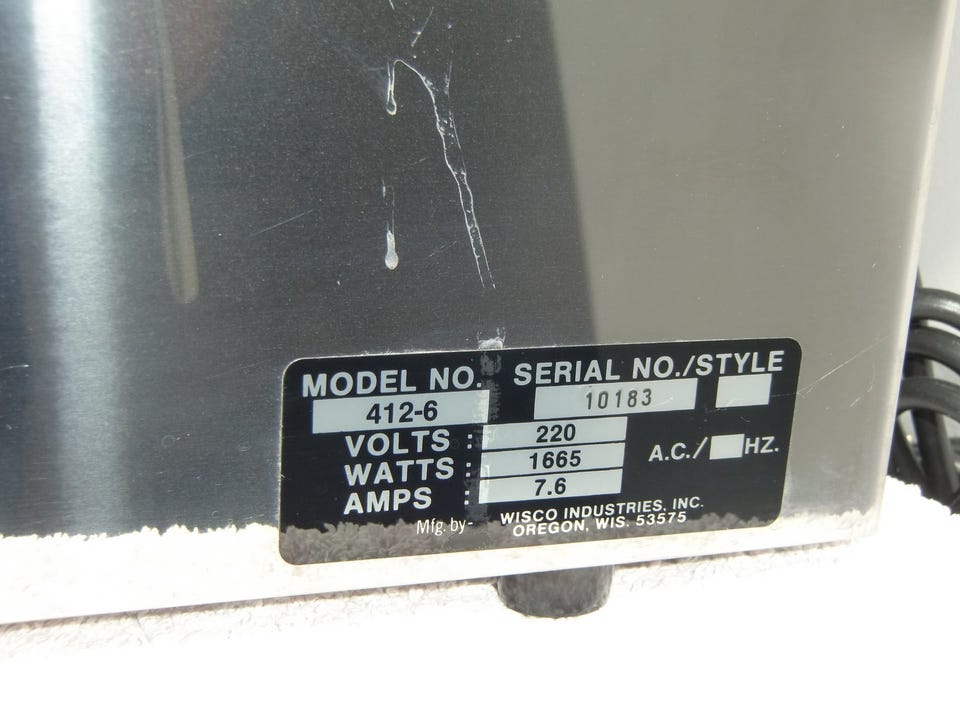 MODEL NO. SERIAL NO./STYLE
412-6 10183
VOLTS : 220
WATTS : 1665 A.C./ HZ.
AMPS : 7.6
Mfg. by- WISCO INDUSTRIES, INC.
OREGON, WIS. 53575